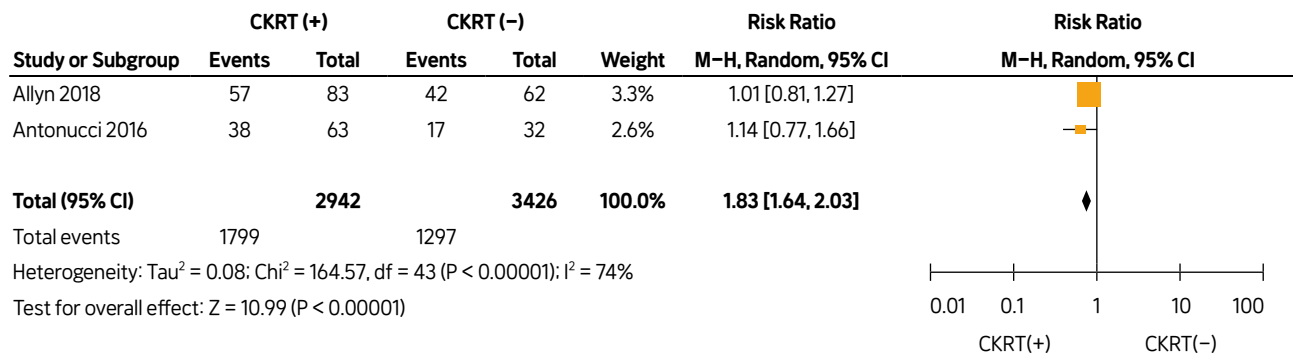 CKRT (+) CKRT (−) Risk Ratio Risk Ratio
Study or Subgroup Events Total Events Total Weight M−H, Random, 95% CI M−H, Random, 95% CI
Allyn 2018 57 83 42 62 3.3% 1.01 [0.81, 1.27]
Antonucci 2016 38 63 17 32 2.6% 1.14 [0.77, 1.66]
Total (95% CI) 2942 3426 100.0% 1.83 [1.64, 2.03]
Total events 1799 1297
Heterogeneity: Tau² = 0.08; Chi² = 164.57, df = 43 (P < 0.00001); I² = 74%
Test for overall effect: Z = 10.99 (P < 0.00001)
0.01 0.1 1 10 100
CKRT(+) CKRT(−)